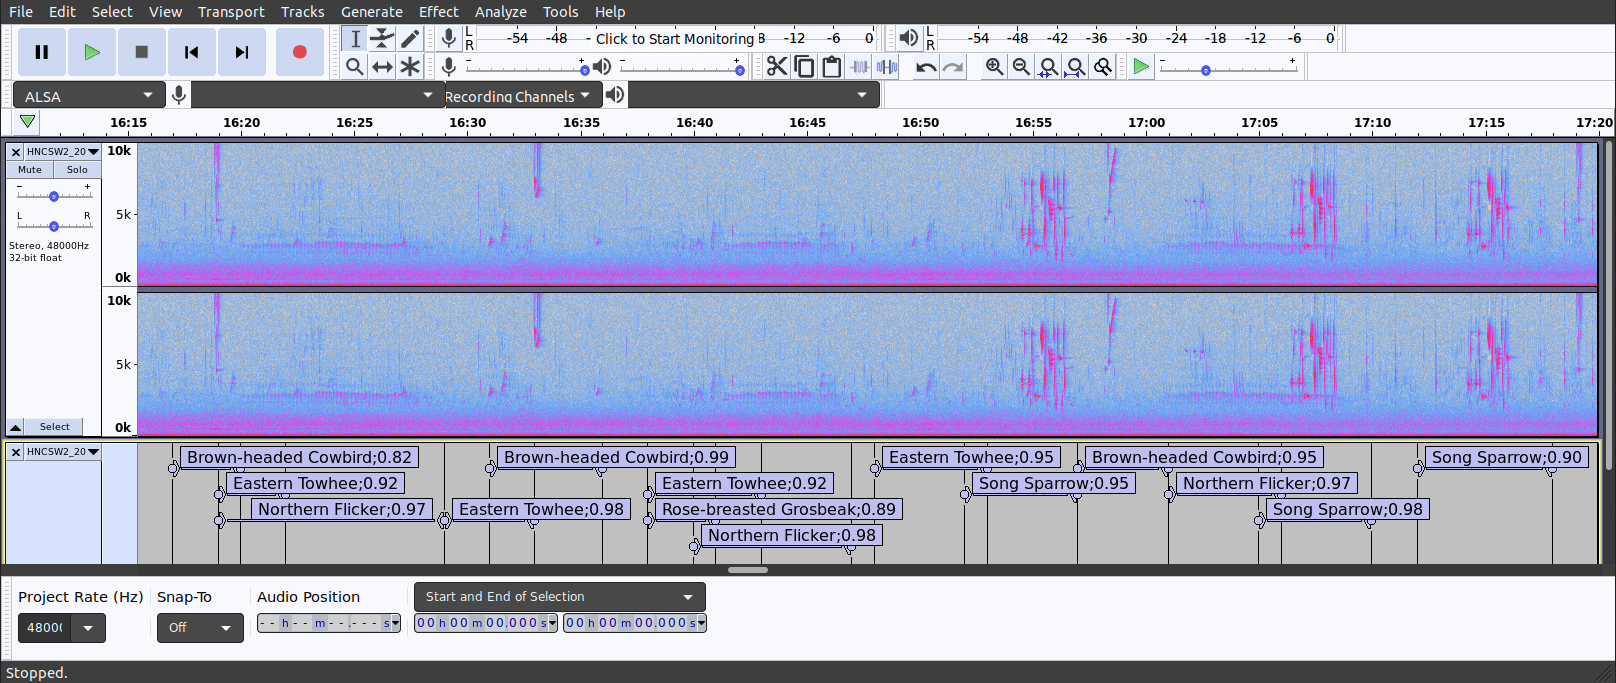 File Edit Select View Transport Tracks Generate Effect Analyze Tools Help
L R -54 -48 - Click to Start Monitoring 8 -12 -6 0
L R -54 -48 -42 -36 -30 -24 -18 -12 -6 0
- +
- +
- +
ALSA
Recording Channels
16:15 16:20 16:25 16:30 16:35 16:40 16:45 16:50 16:55 17:00 17:05 17:10 17:15 17:20
HNCSW2_20
Mute Solo
- +
L R
Stereo, 48000Hz
32-bit float
Select
10k
5k
0k
10k
5k
0k
HNCSW2_20
Brown-headed Cowbird;0.82 Brown-headed Cowbird;0.99 Eastern Towhee;0.95 Brown-headed Cowbird;0.95 Song Sparrow;0.90
Eastern Towhee;0.92 Eastern Towhee;0.92 Song Sparrow;0.95 Northern Flicker;0.97
Northern Flicker;0.97 Eastern Towhee;0.98 Rose-breasted Grosbeak;0.89 Song Sparrow;0.98
Northern Flicker;0.98
Project Rate (Hz) Snap-To Audio Position Start and End of Selection
48000 Off --h--m--.---s 00h00m00.000s 00h00m00.000s
Stopped.